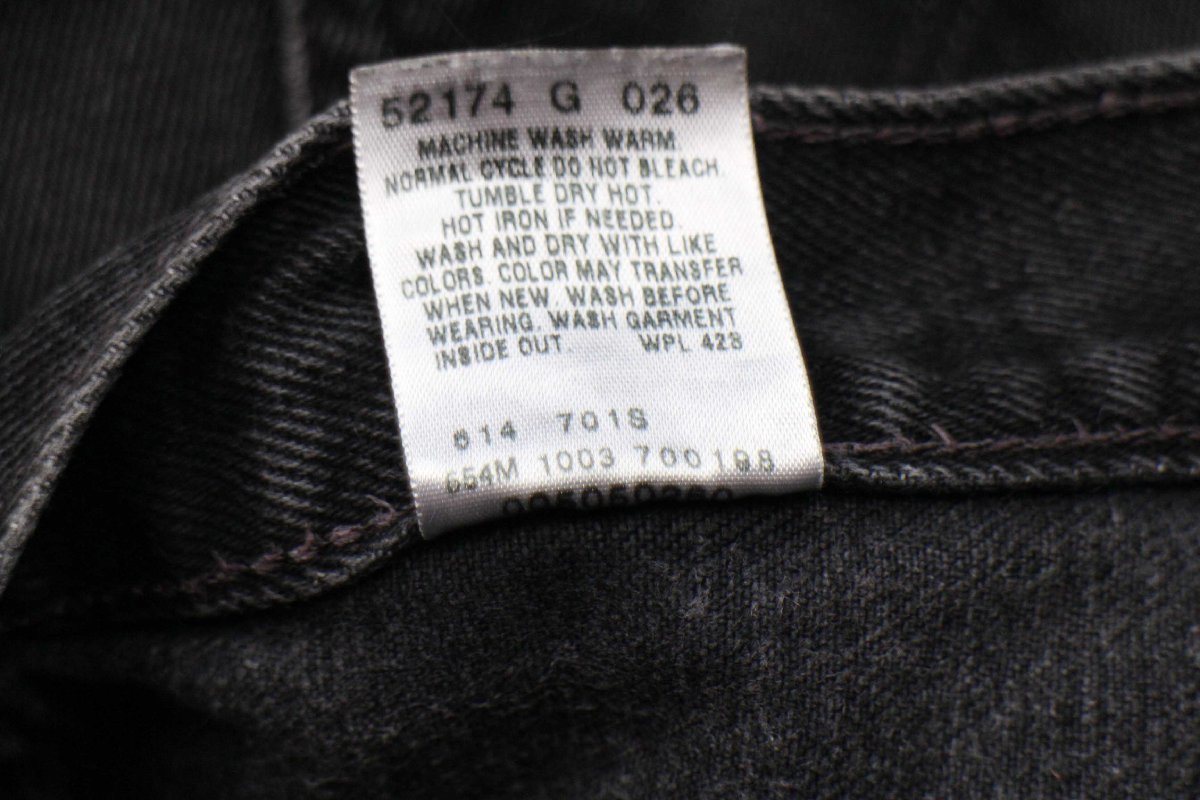 52174 G 026
MACHINE WASH WARM.
NORMAL CYCLE.DO NOT BLEACH.
TUMBLE DRY HOT.
HOT IRON IF NEEDED.
WASH AND DRY WITH LIKE
COLORS. COLOR MAY TRANSFER
WHEN NEW. WASH BEFORE
WEARING. WASH GARMENT
INSIDE OUT. WPL 423
614 701S
554M 1003 700198